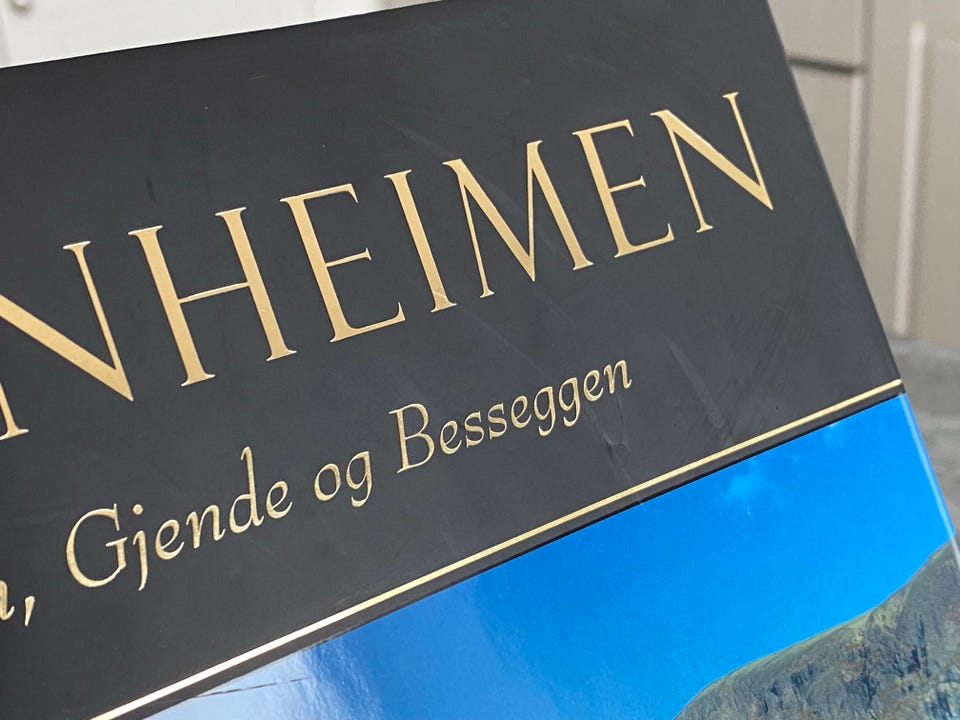 NHEIMEN
, Gjende og Besseggen